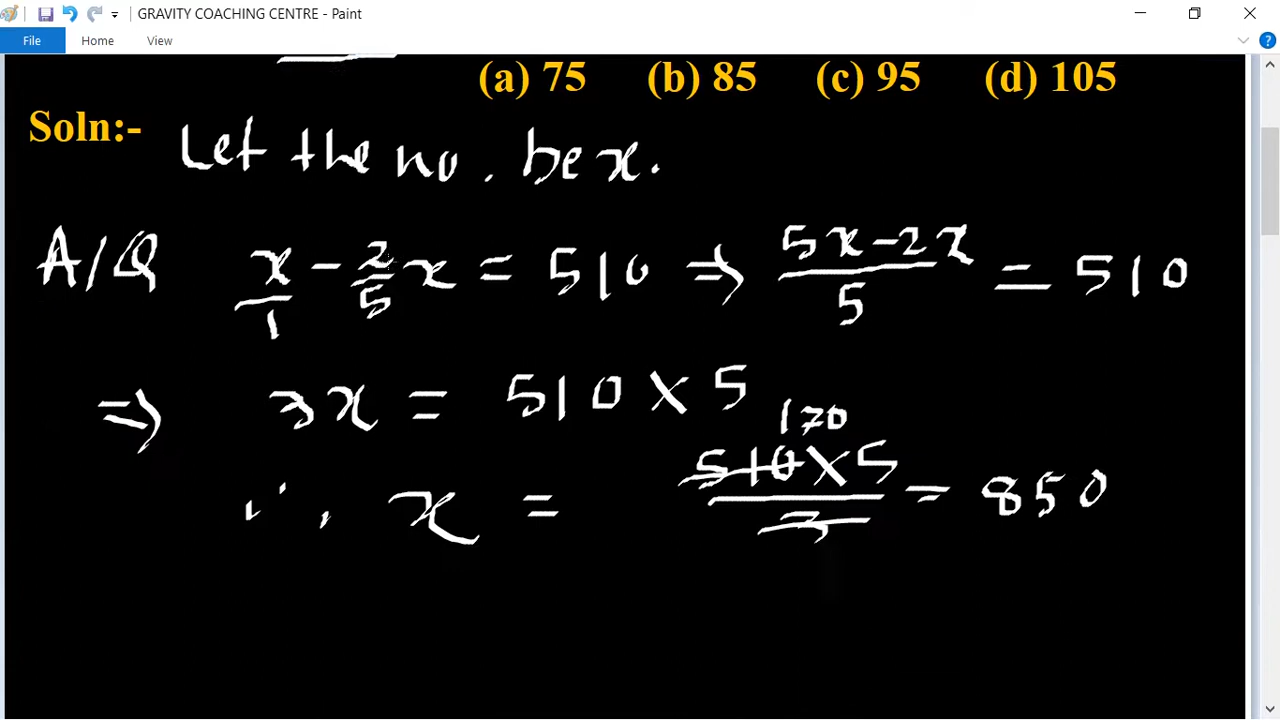 GRAVITY COACHING CENTRE - Paint
File Home View
(a) 75 (b) 85 (c) 95 (d) 105
Soln:- Let the no. be x.
A/Q x/1 - 2/5 x = 510 ⇒ 5x-2x/5 = 510
⇒ 3x = 510 × 5
170
∴ x = 510×5/3 = 850